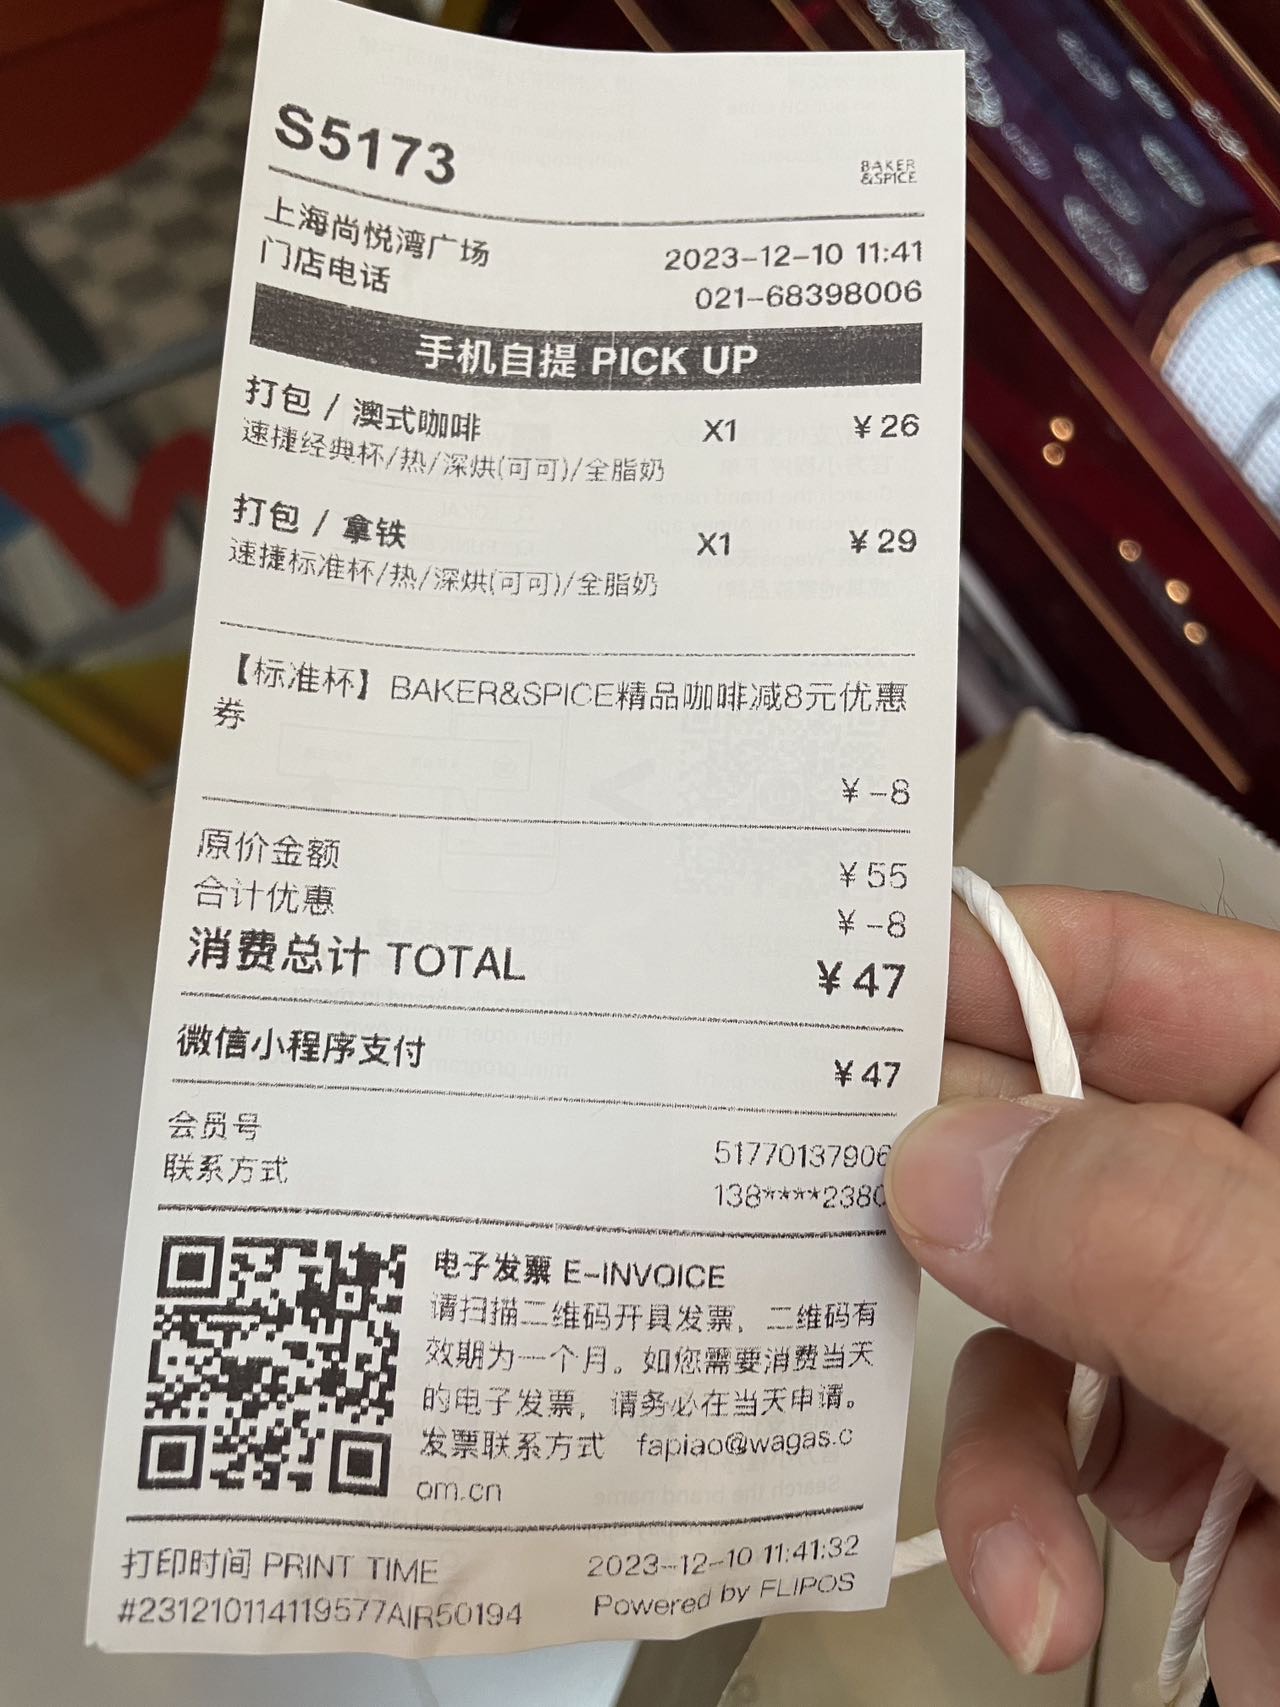 S5173
BAKER
&SPICE
上海尚悦湾广场 2023-12-10 11:41
门店电话 021-68398006
手机自提 PICK UP
打包 / 澳式咖啡 X1 ¥26
速捷经典杯/热/深烘(可可)/全脂奶
打包 / 拿铁 X1 ¥29
速捷标准杯/热/深烘(可可)/全脂奶
【标准杯】BAKER&SPICE精品咖啡减8元优惠
券
¥-8
原价金额 ¥55
合计优惠 ¥-8
消费总计 TOTAL ¥47
微信小程序支付 ¥47
会员号 51770137906
联系方式 138****2380
电子发票 E-INVOICE
请扫描二维码开具发票，二维码有
效期为一个月。如您需要消费当天
的电子发票，请务必在当天申请。
发票联系方式 fapiao@wagas.c
om.cn
打印时间 PRINT TIME 2023-12-10 11:41:32
#231210114119577AIR50194 Powered by FLIPOS